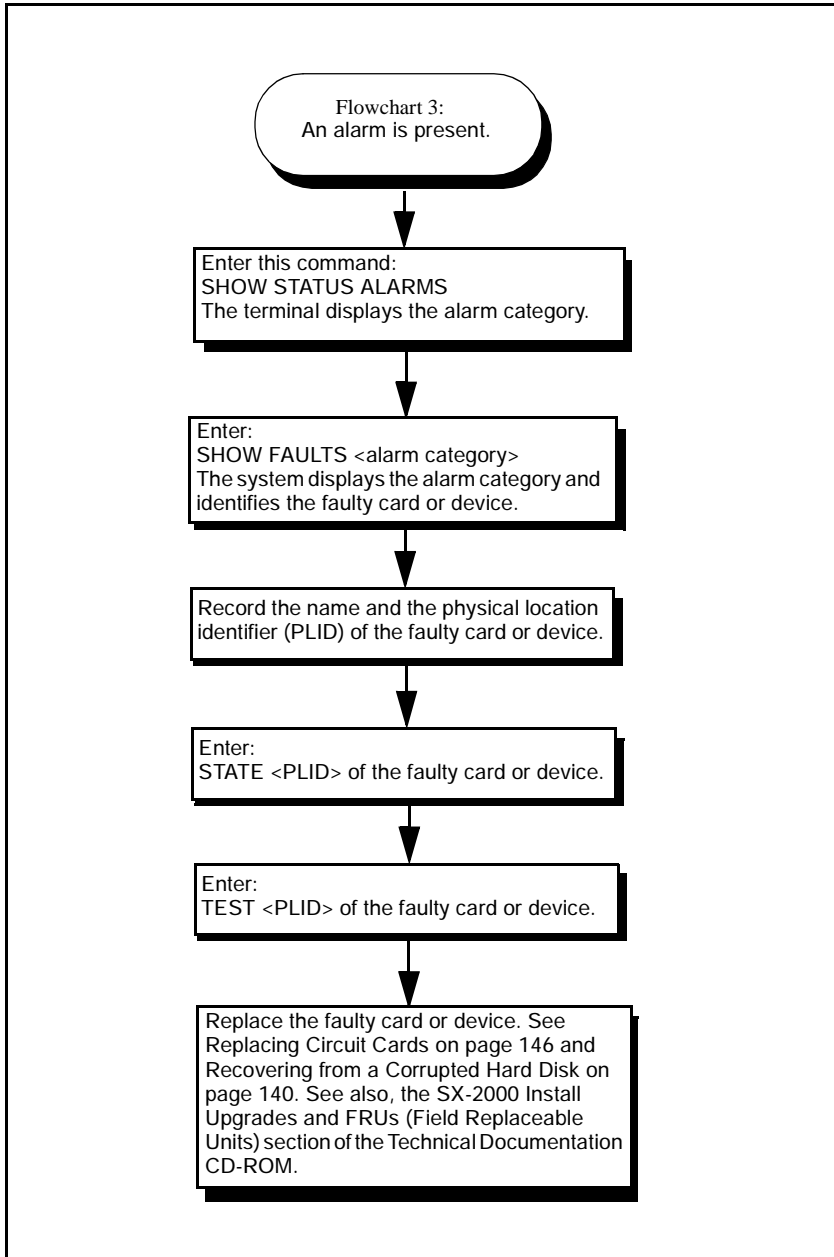 Flowchart 3:
An alarm is present.
Enter this command:
SHOW STATUS ALARMS
The terminal displays the alarm category.
Enter:
SHOW FAULTS <alarm category>
The system displays the alarm category and
identifies the faulty card or device.
Record the name and the physical location
identifier (PLID) of the faulty card or device.
Enter:
STATE <PLID> of the faulty card or device.
Enter:
TEST <PLID> of the faulty card or device.
Replace the faulty card or device. See
Replacing Circuit Cards on page 146 and
Recovering from a Corrupted Hard Disk on
page 140. See also, the SX-2000 Install
Upgrades and FRUs (Field Replaceable
Units) section of the Technical Documentation
CD-ROM.